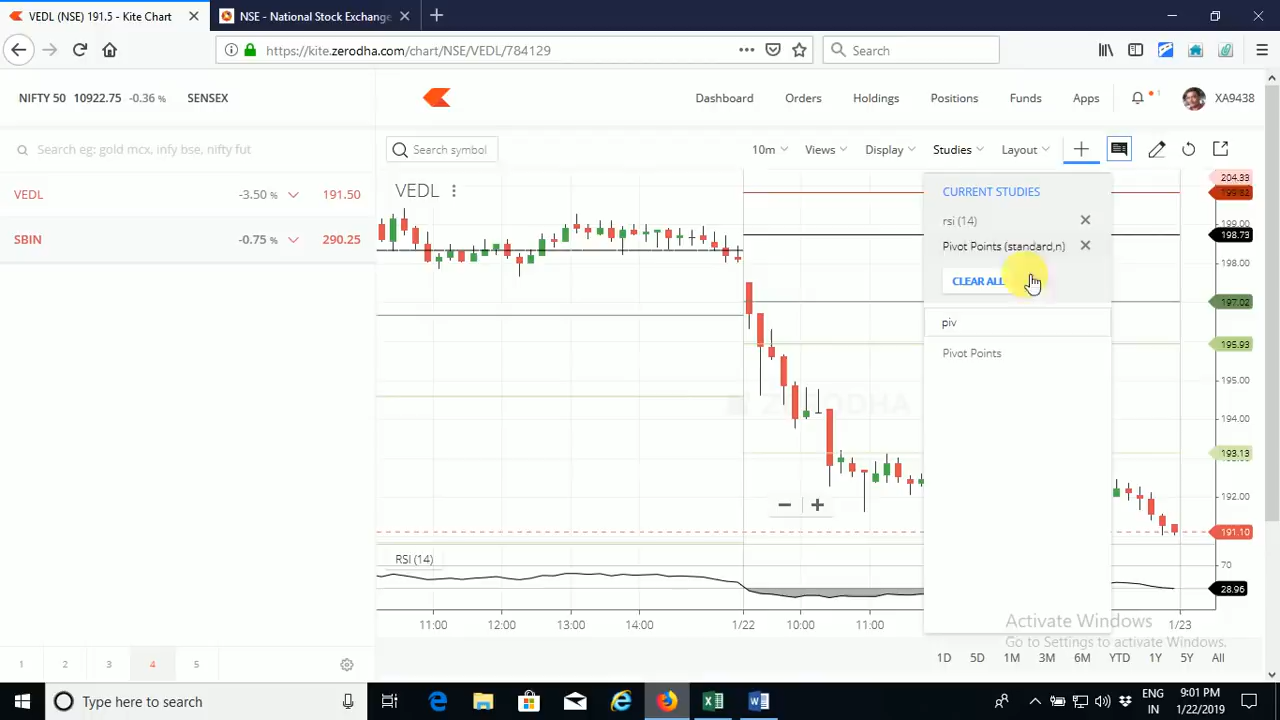 VEDL (NSE) 191.5 - Kite Chart
NSE - National Stock Exchange
https://kite.zerodha.com/chart/NSE/VEDL/784129
Search
NIFTY 50 10922.75 -0.36 % SENSEX
Dashboard Orders Holdings Positions Funds Apps 1 XA9438
Search eg: gold mcx, infy bse, nifty fut
Search symbol
10m Views Display Studies Layout
VEDL -3.50 % 191.50
SBIN -0.75 % 290.25
VEDL
CURRENT STUDIES
rsi (14)
Pivot Points (standard,n)
CLEAR ALL
piv
Pivot Points
204.33
199.82
199.00
198.73
198.00
197.02
195.93
195.00
194.00
193.13
192.00
191.10
ZERODHA
RSI (14)
70
28.96
11:00 12:00 13:00 14:00 1/22 10:00 11:00 1/23
Activate Windows
Go to Settings to activate Windows.
1D 5D 1M 3M 6M YTD 1Y 5Y All
1 2 3 4 5
Type here to search
ENG
IN
9:01 PM
1/22/2019